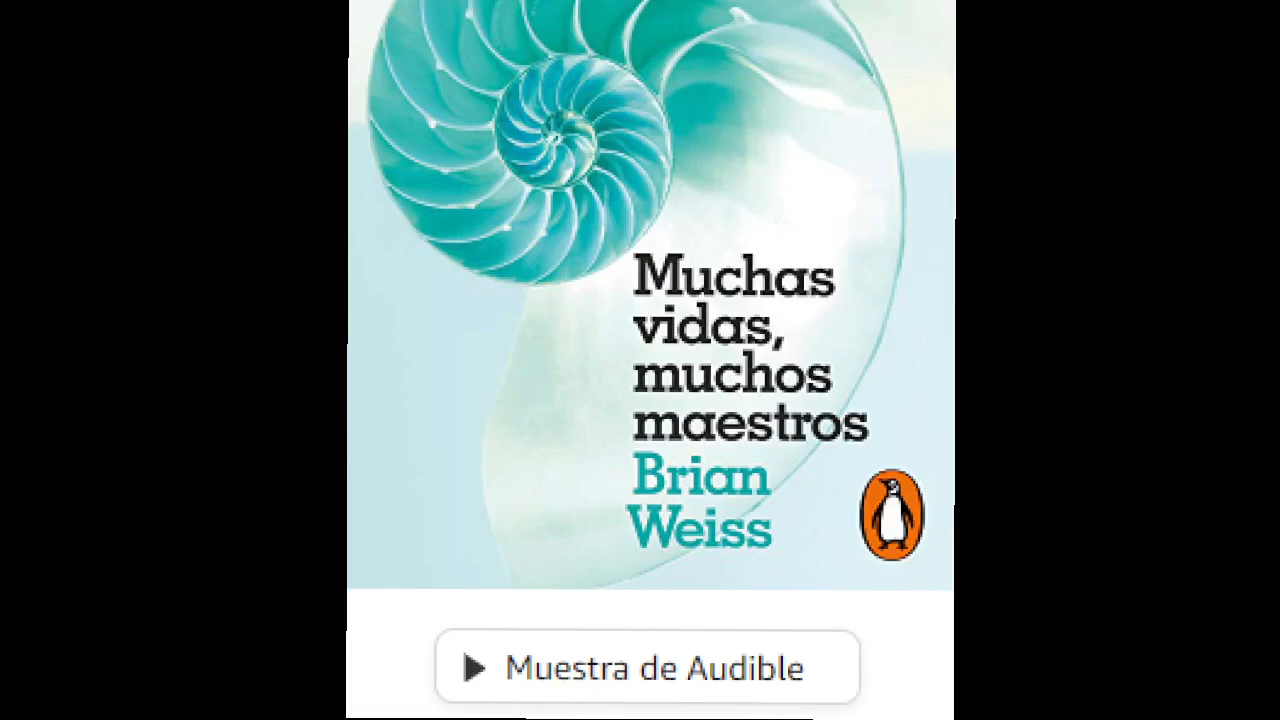 Muchas
vidas,
muchos
maestros
Brian
Weiss
Muestra de Audible